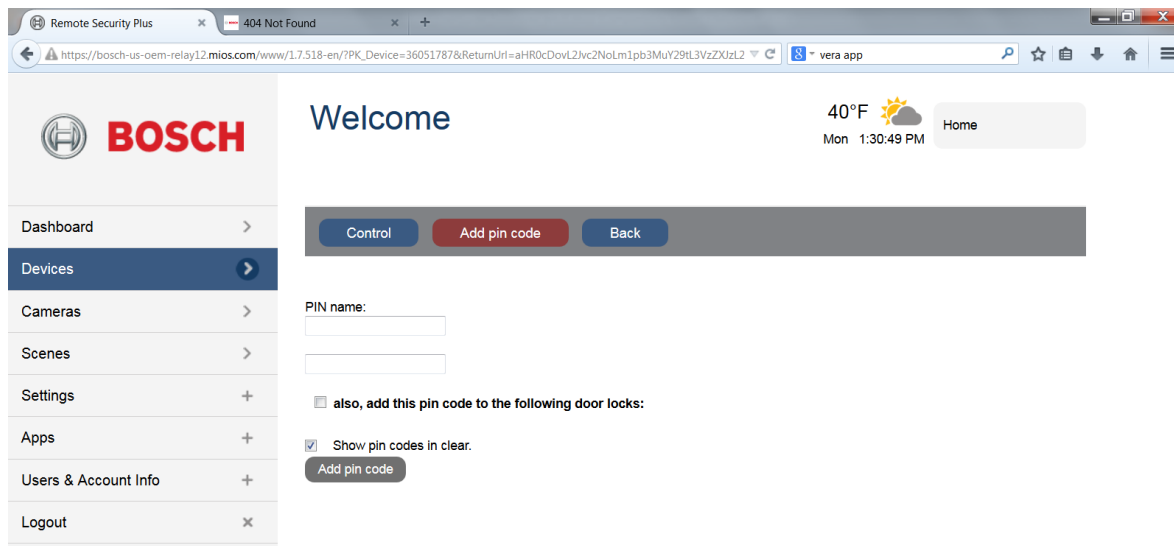 Remote Security Plus
404 Not Found
https://bosch-us-oem-relay12.mios.com/www/1.7.518-en/?PK_Device=36051787&ReturnUrl=aHR0cDovL2Jvc2NoLm1pb3MuY29tL3VzZXJzL2
8
vera app
BOSCH
Welcome
40°F
Mon 1:30:49 PM
Home
Dashboard
Devices
Cameras
Scenes
Settings
Apps
Users & Account Info
Logout
Control
Add pin code
Back
PIN name:
also, add this pin code to the following door locks:
Show pin codes in clear.
Add pin code